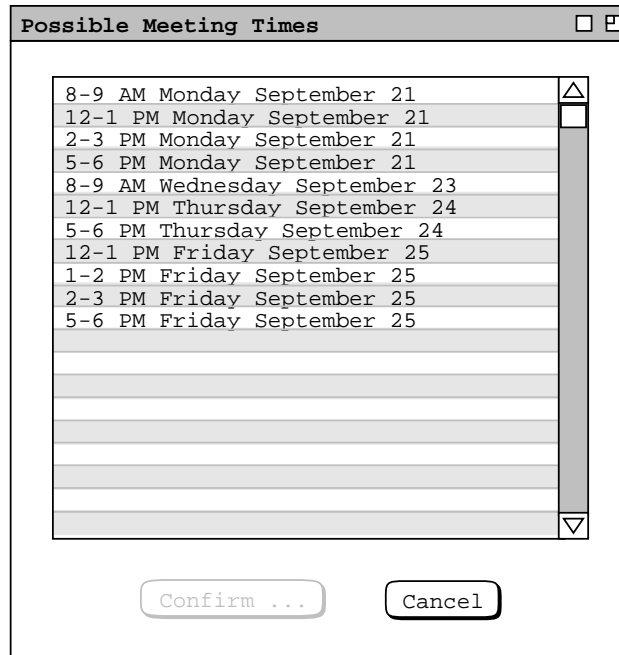 Possible Meeting Times
8-9 AM Monday September 21
12-1 PM Monday September 21
2-3 PM Monday September 21
5-6 PM Monday September 21
8-9 AM Wednesday September 23
12-1 PM Thursday September 24
5-6 PM Thursday September 24
12-1 PM Friday September 25
1-2 PM Friday September 25
2-3 PM Friday September 25
5-6 PM Friday September 25
Confirm ... Cancel